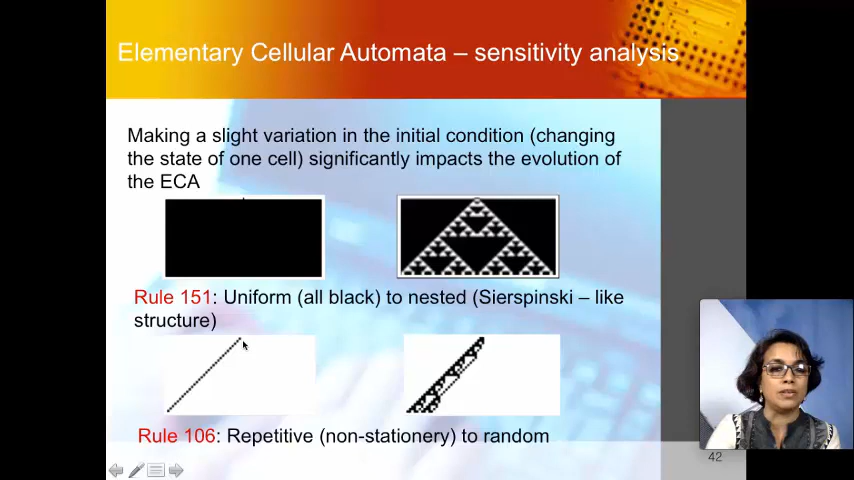 Elementary Cellular Automata – sensitivity analysis
Making a slight variation in the initial condition (changing
the state of one cell) significantly impacts the evolution of
the ECA
Rule 151: Uniform (all black) to nested (Sierspinski – like
structure)
Rule 106: Repetitive (non-stationery) to random
42